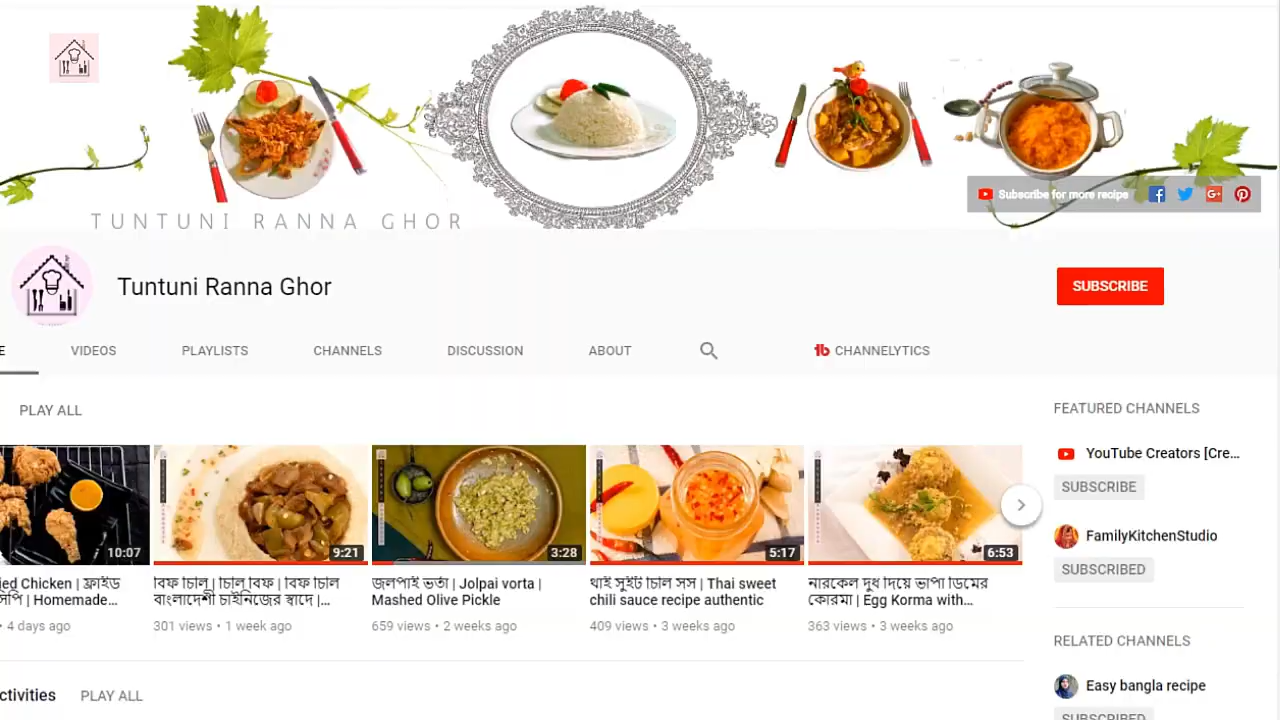 TUNTUNI RANNA GHOR
Subscribe for more recipe
Tuntuni Ranna Ghor
SUBSCRIBE
E VIDEOS PLAYLISTS CHANNELS DISCUSSION ABOUT CHANNELYTICS
PLAY ALL
10:07
9:21
3:28
5:17
6:53
ied Chicken | ফ্রাইড
সিপি | Homemade...
• 4 days ago
বিফ চিলি | চিলি বিফ | বিফ চিলি
বাংলাদেশী চাইনিজের স্বাদে |...
301 views • 1 week ago
জলপাই ভর্তা | Jolpai vorta |
Mashed Olive Pickle
659 views • 2 weeks ago
থাই সুইট চিলি সস | Thai sweet
chili sauce recipe authentic
409 views • 3 weeks ago
নারকেল দুধ দিয়ে ভাপা ডিমের
কোরমা | Egg Korma with...
363 views • 3 weeks ago
ctivities PLAY ALL
FEATURED CHANNELS
YouTube Creators [Cre...
SUBSCRIBE
FamilyKitchenStudio
SUBSCRIBED
RELATED CHANNELS
Easy bangla recipe
SUBSCRIBED